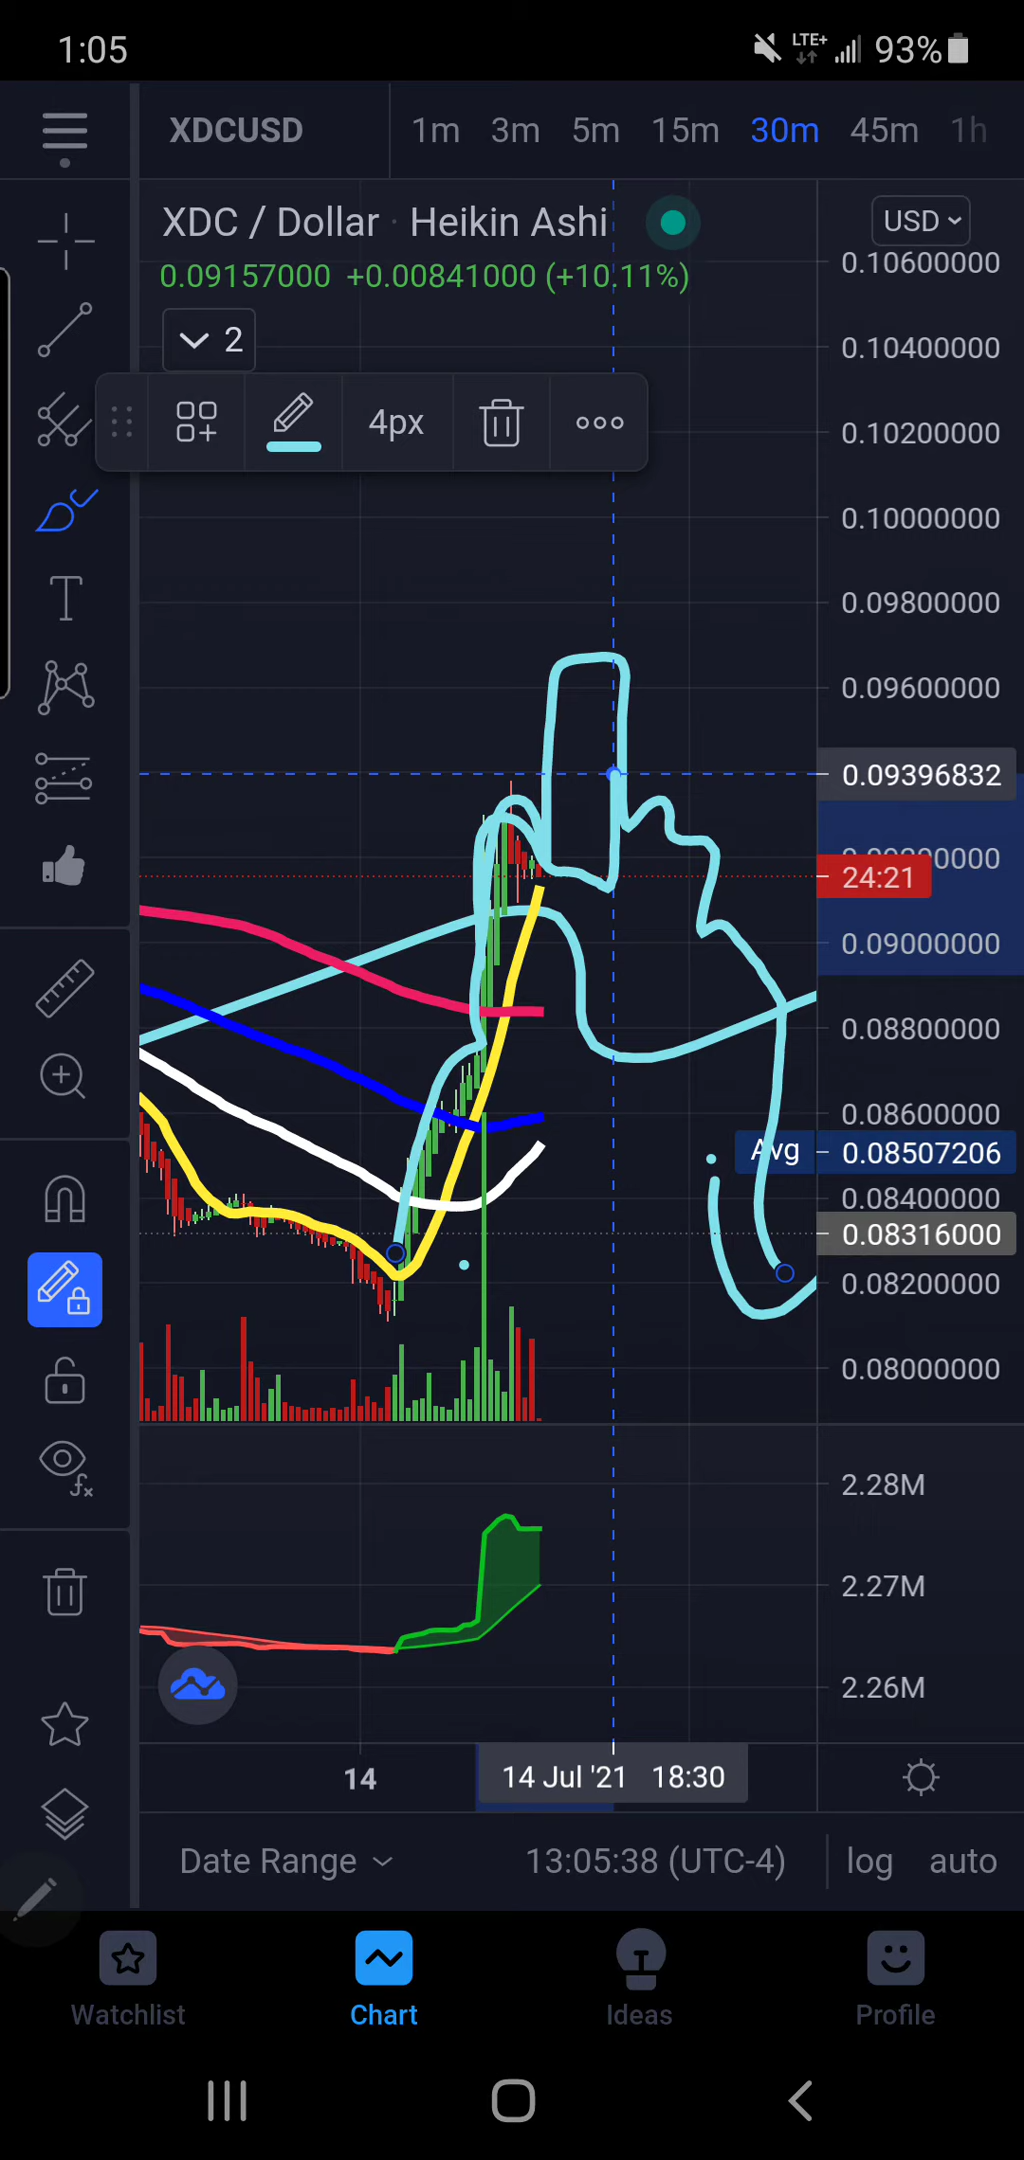 1:05 LTE+ 93%
XDCUSD 1m 3m 5m 15m 30m 45m 1h
XDC / Dollar · Heikin Ashi USD
0.09157000 +0.00841000 (+10.11%)
0.10600000
2
0.10400000
4px
0.10200000
T
0.10000000
0.09800000
0.09600000
0.09396832
24:21
0.09000000
0.08800000
0.08600000
Avg 0.08507206
0.08400000
0.08316000
0.08200000
0.08000000
fx
2.28M
2.27M
2.26M
14 14 Jul '21 18:30
Date Range 13:05:38 (UTC-4) log auto
Watchlist Chart Ideas Profile